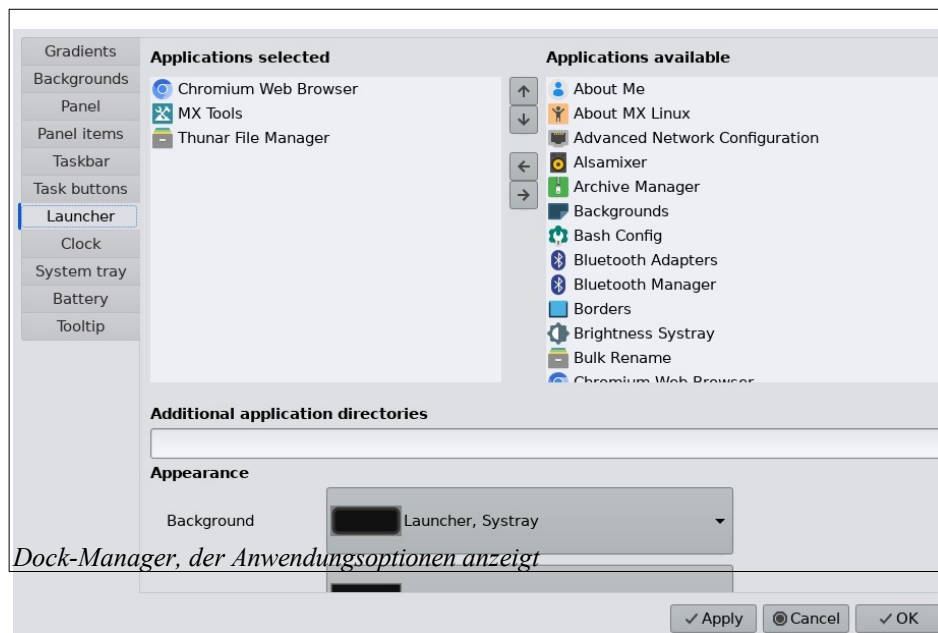 Gradients
Backgrounds
Panel
Panel items
Taskbar
Task buttons
Launcher
Clock
System tray
Battery
Tooltip
Applications selected
Chromium Web Browser
MX Tools
Thunar File Manager
Applications available
About Me
About MX Linux
Advanced Network Configuration
Alsamixer
Archive Manager
Backgrounds
Bash Config
Bluetooth Adapters
Bluetooth Manager
Borders
Brightness Systray
Bulk Rename
Chromium Web Browser
Additional application directories
Appearance
Background
Launcher, Systray
Dock-Manager, der Anwendungsoptionen anzeigt
Apply
Cancel
OK